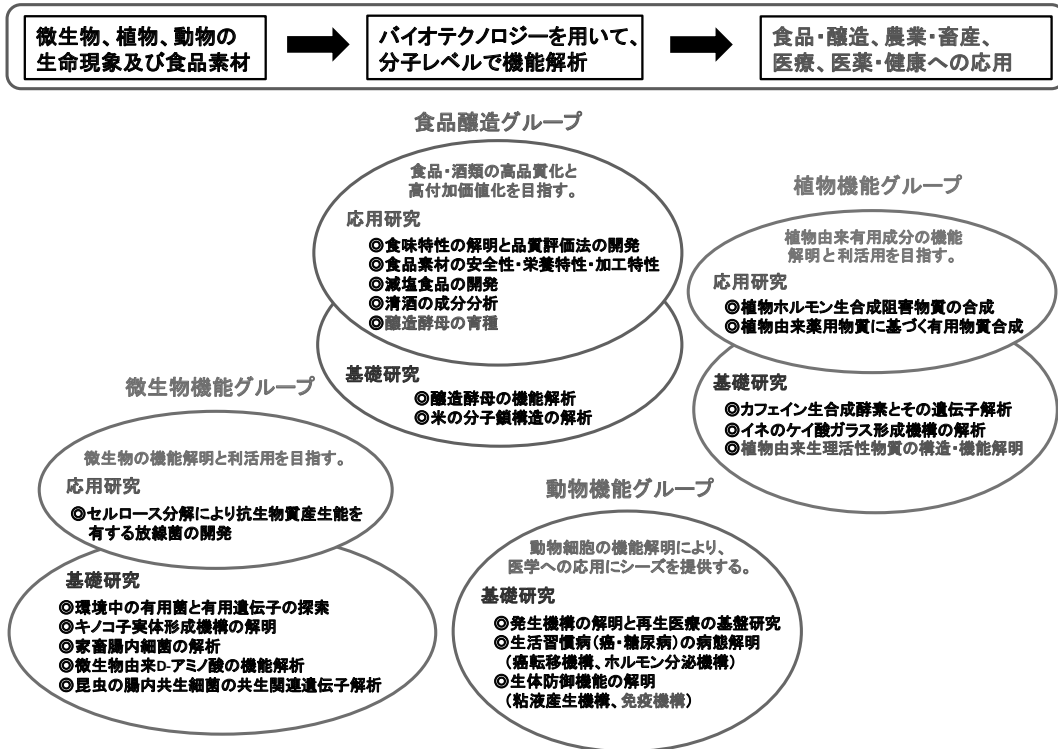 微生物、植物、動物の
生命現象及び食品素材
バイオテクノロジーを用いて、
分子レベルで機能解析
食品・醸造、農業・畜産、
医療、医薬・健康への応用
食品醸造グループ
食品・酒類の高品質化と
高付加価値化を目指す。
応用研究
◎食味特性の解明と品質評価法の開発
◎食品素材の安全性・栄養特性・加工特性
◎減塩食品の開発
◎清酒の成分分析
◎醸造酵母の育種
基礎研究
◎醸造酵母の機能解析
◎米の分子鎖構造の解析
植物機能グループ
植物由来有用成分の機能
解明と利活用を目指す。
応用研究
◎植物ホルモン生合成阻害物質の合成
◎植物由来薬用物質に基づく有用物質合成
基礎研究
◎カフェイン生合成酵素とその遺伝子解析
◎イネのケイ酸ガラス形成機構の解析
◎植物由来生理活性物質の構造・機能解明
微生物機能グループ
微生物の機能解明と利活用を目指す。
応用研究
◎セルロース分解により抗生物質産生能を
有する放線菌の開発
基礎研究
◎環境中の有用菌と有用遺伝子の探索
◎キノコ子実体形成機構の解明
◎家畜腸内細菌の解析
◎微生物由来D-アミノ酸の機能解析
◎昆虫の腸内共生細菌の共生関連遺伝子解析
動物機能グループ
動物細胞の機能解明により、
医学への応用にシーズを提供する。
基礎研究
◎発生機構の解明と再生医療の基盤研究
◎生活習慣病(癌・糖尿病)の病態解明
(癌転移機構、ホルモン分泌機構)
◎生体防御機能の解明
(粘液産生機構、免疫機構)